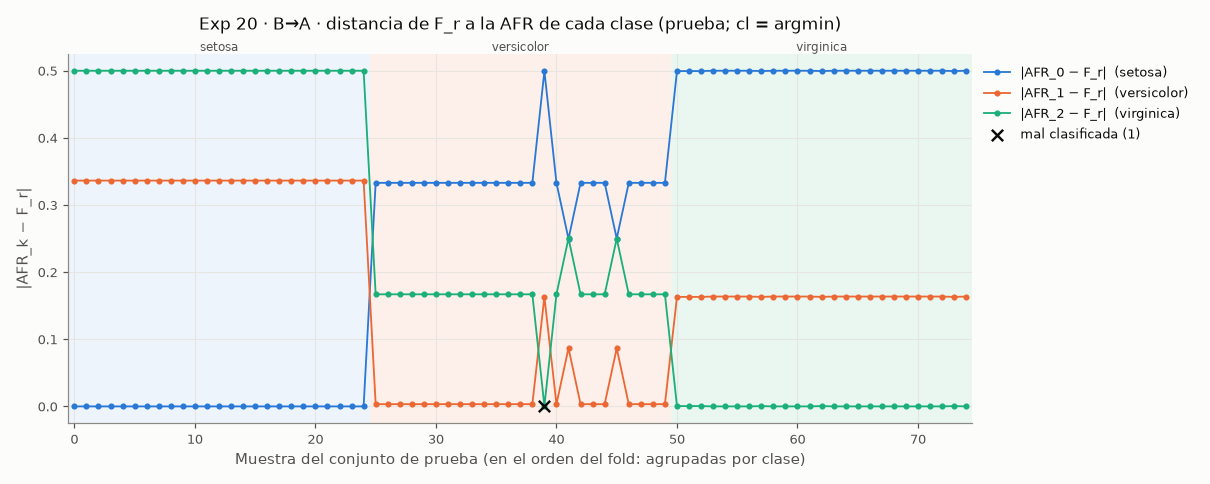 Exp 20 · B→A · distancia de F_r a la AFR de cada clase (prueba; cl = argmin)
setosa
versicolor
virginica
|AFR_0 − F_r| (setosa)
|AFR_1 − F_r| (versicolor)
|AFR_2 − F_r| (virginica)
mal clasificada (1)
|AFR_k − F_r|
0.5
0.4
0.3
0.2
0.1
0.0
0
10
20
30
40
50
60
70
Muestra del conjunto de prueba (en el orden del fold: agrupadas por clase)